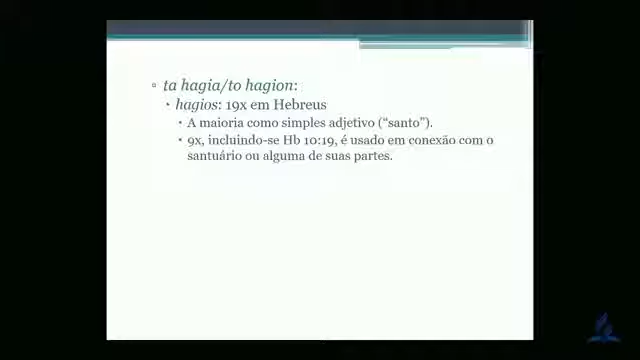 ta hagia/to hagion:
hagios: 19x em Hebreus
A maioria como simples adjetivo (“santo”).
9x, incluindo-se Hb 10:19, é usado em conexão com o
santuário ou alguma de suas partes.